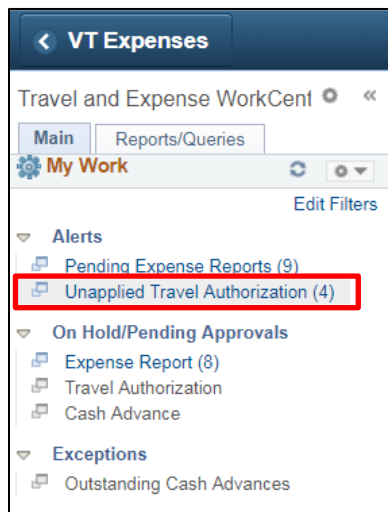 VT Expenses
Travel and Expense WorkCent
Main Reports/Queries
My Work
Edit Filters
Alerts
Pending Expense Reports (9)
Unapplied Travel Authorization (4)
On Hold/Pending Approvals
Expense Report (8)
Travel Authorization
Cash Advance
Exceptions
Outstanding Cash Advances